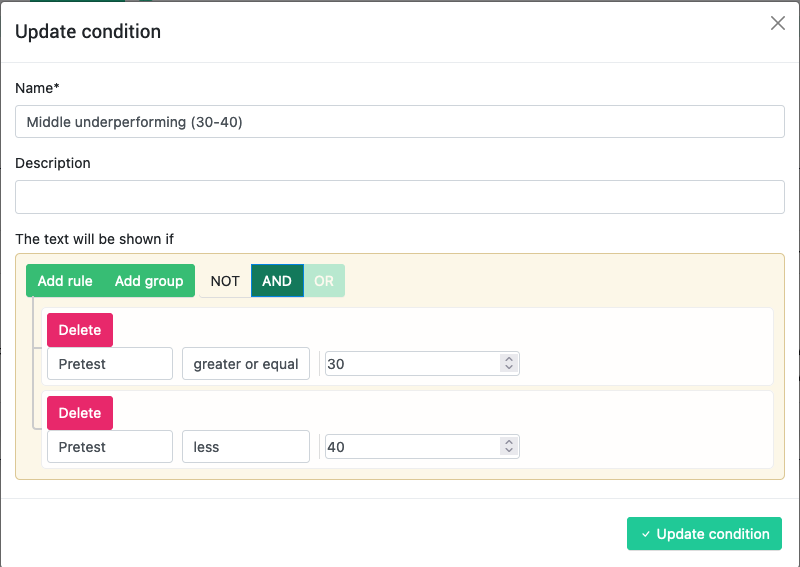 Update condition
Name*
Middle underperforming (30-40)
Description
The text will be shown if
Add rule Add group NOT AND OR
Delete
Pretest greater or equal 30
Delete
Pretest less 40
Update condition